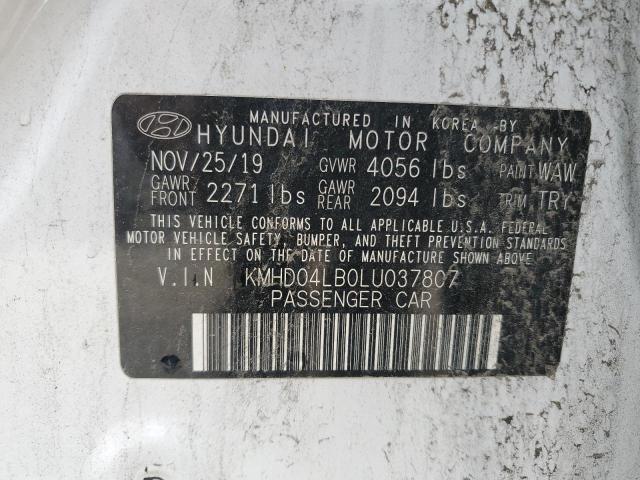 MANUFACTURED IN KOREA BY
HYUNDAI MOTOR COMPANY
NOV/25/19 GVWR 4056 lbs PAINT WAW
GAWR FRONT 2271 lbs GAWR REAR 2094 lbs TRIM TRY
THIS VEHICLE CONFORMS TO ALL APPLICABLE U.S.A. FEDERAL
MOTOR VEHICLE SAFETY, BUMPER, AND THEFT PREVENTION STANDARDS
IN EFFECT ON THE DATE OF MANUFACTURE SHOWN ABOVE.
V.I.N KMHD04LB0LU037807
PASSENGER CAR